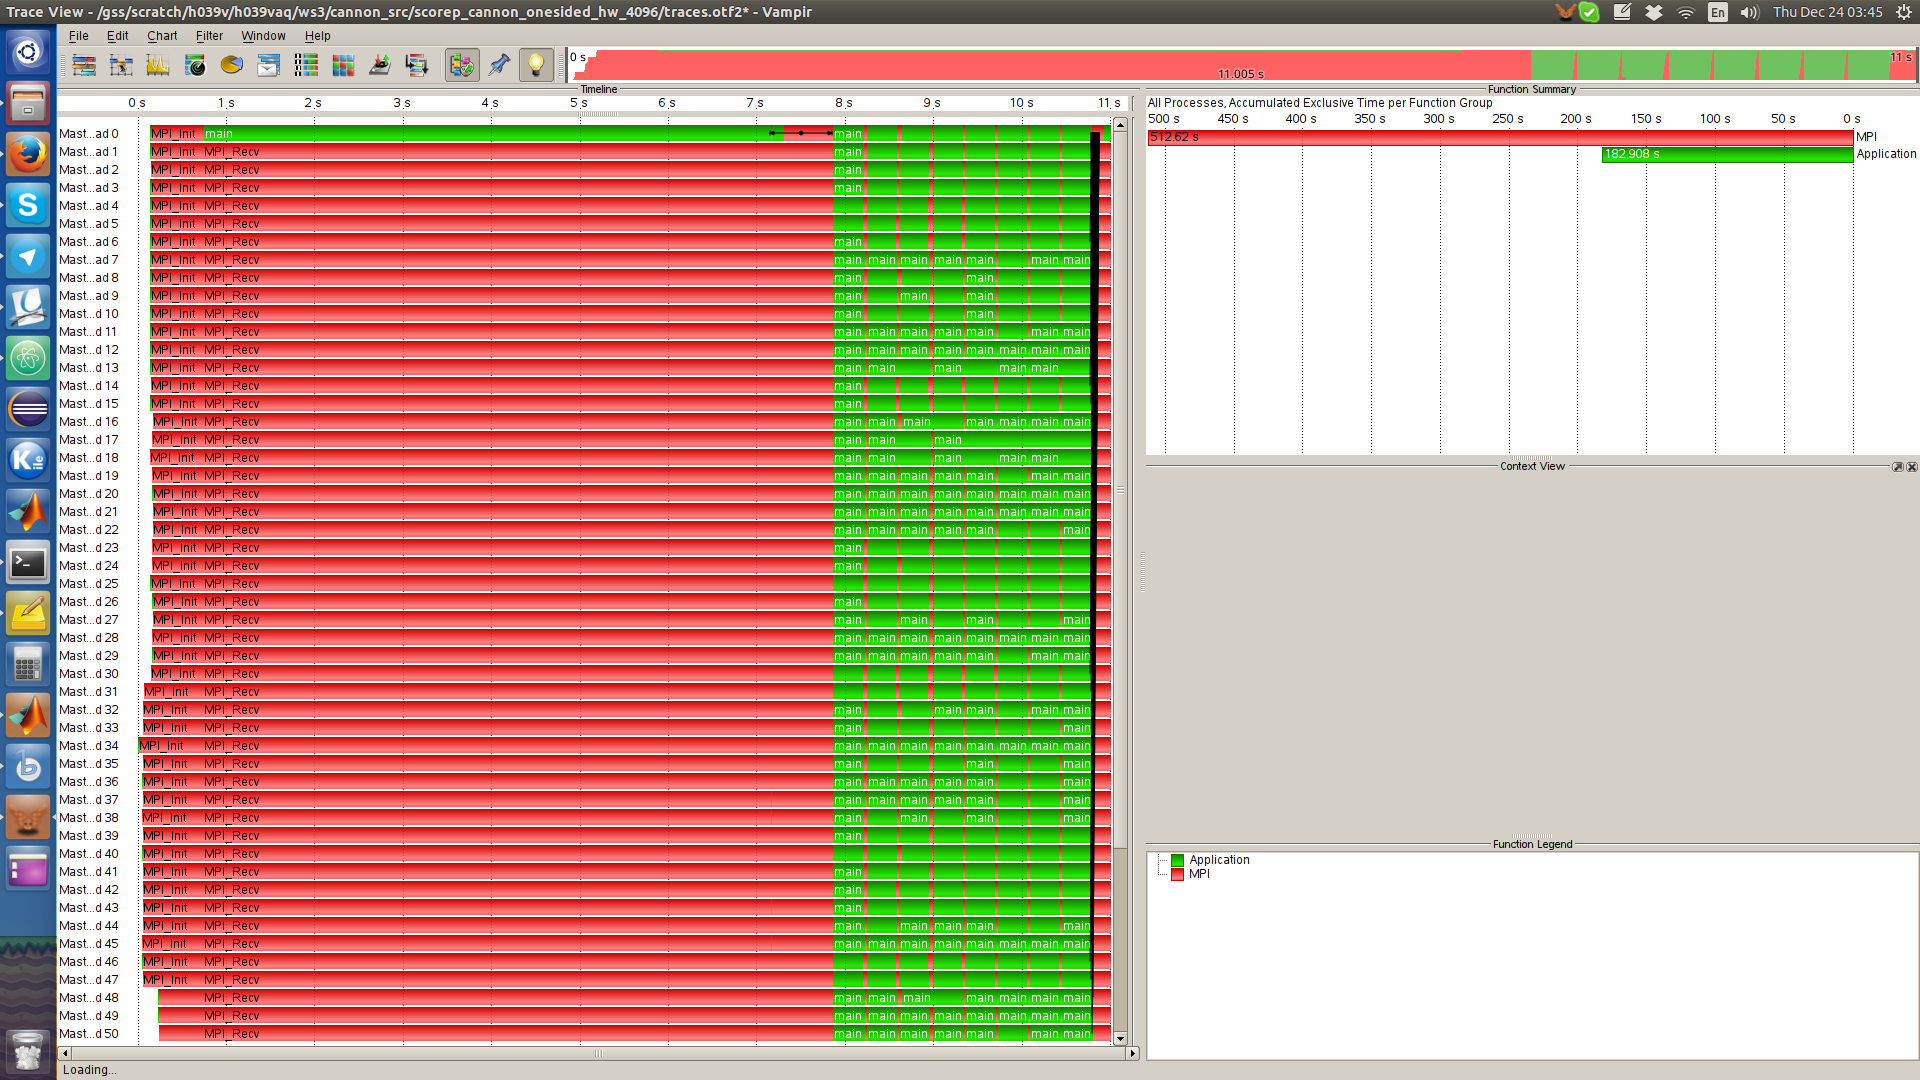 Trace View - /gss/scratch/h039v/h039vaq/ws3/cannon_src/scorep_cannon_onesided_hw_4096/traces.otf2* - Vampir
En Thu Dec 24 03:45
File Edit Chart Filter Window Help
0 s 11.005 s 11 s
Timeline
0 s 1 s 2 s 3 s 4 s 5 s 6 s 7 s 8 s 9 s 10 s 11 s
Mast...ad 0 MPI_Init main main
Mast...ad 1 MPI_Init MPI_Recv main
Mast...ad 2 MPI_Init MPI_Recv main
Mast...ad 3 MPI_Init MPI_Recv main
Mast...ad 4 MPI_Init MPI_Recv
Mast...ad 5 MPI_Init MPI_Recv
Mast...ad 6 MPI_Init MPI_Recv main
Mast...ad 7 MPI_Init MPI_Recv main main main main main main main
Mast...ad 8 MPI_Init MPI_Recv main main
Mast...ad 9 MPI_Init MPI_Recv main main main
Mast...d 10 MPI_Init MPI_Recv main main
Mast...d 11 MPI_Init MPI_Recv main main main main main main main
Mast...d 12 MPI_Init MPI_Recv main main main main main main main main
Mast...d 13 MPI_Init MPI_Recv main main main main main
Mast...d 14 MPI_Init MPI_Recv main
Mast...d 15 MPI_Init MPI_Recv main
Mast...d 16 MPI_Init MPI_Recv main main main main main main main
Mast...d 17 MPI_Init MPI_Recv main main main
Mast...d 18 MPI_Init MPI_Recv main main main main main
Mast...d 19 MPI_Init MPI_Recv main main main main main main main
Mast...d 20 MPI_Init MPI_Recv main main main main main main main main
Mast...d 21 MPI_Init MPI_Recv main main main main main main main main
Mast...d 22 MPI_Init MPI_Recv main main main main main main
Mast...d 23 MPI_Init MPI_Recv main
Mast...d 24 MPI_Init MPI_Recv main
Mast...d 25 MPI_Init MPI_Recv
Mast...d 26 MPI_Init MPI_Recv main
Mast...d 27 MPI_Init MPI_Recv main main main main
Mast...d 28 MPI_Init MPI_Recv main main main main main main main main
Mast...d 29 MPI_Init MPI_Recv main main main main main main main
Mast...d 30 MPI_Init MPI_Recv
Mast...d 31 MPI_Init MPI_Recv
Mast...d 32 MPI_Init MPI_Recv main main main main main
Mast...d 33 MPI_Init MPI_Recv main main
Mast...d 34 MPI_Init MPI_Recv main main main main main main main main
Mast...d 35 MPI_Init MPI_Recv main main main
Mast...d 36 MPI_Init MPI_Recv main main main main main main
Mast...d 37 MPI_Init MPI_Recv main main main main main main
Mast...d 38 MPI_Init MPI_Recv main main main main
Mast...d 39 MPI_Init MPI_Recv main
Mast...d 40 MPI_Init MPI_Recv
Mast...d 41 MPI_Init MPI_Recv main
Mast...d 42 MPI_Init MPI_Recv main
Mast...d 43 MPI_Init MPI_Recv main
Mast...d 44 MPI_Init MPI_Recv main main main main main
Mast...d 45 MPI_Init MPI_Recv main main main main main main main main
Mast...d 46 MPI_Init MPI_Recv
Mast...d 47 MPI_Init MPI_Recv
Mast...d 48 MPI_Recv main main main main main main main
Mast...d 49 MPI_Recv main main main main main main main main
Mast...d 50 MPI_Recv main main main main main main main
Loading...
Function Summary
All Processes, Accumulated Exclusive Time per Function Group
500 s 450 s 400 s 350 s 300 s 250 s 200 s 150 s 100 s 50 s 0 s
512.62 s MPI
182.908 s Application
Context View
Function Legend
Application
MPI